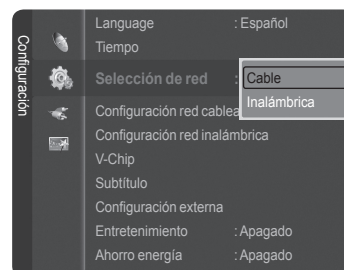 Configuración
Language : Español
Tiempo
Selección de red : Cable
Inalámbrica
Configuración red cablea
Configuración red inalámbrica
V-Chip
Subtítulo
Configuración externa
Entretenimiento : Apagado
Ahorro energía : Apagado